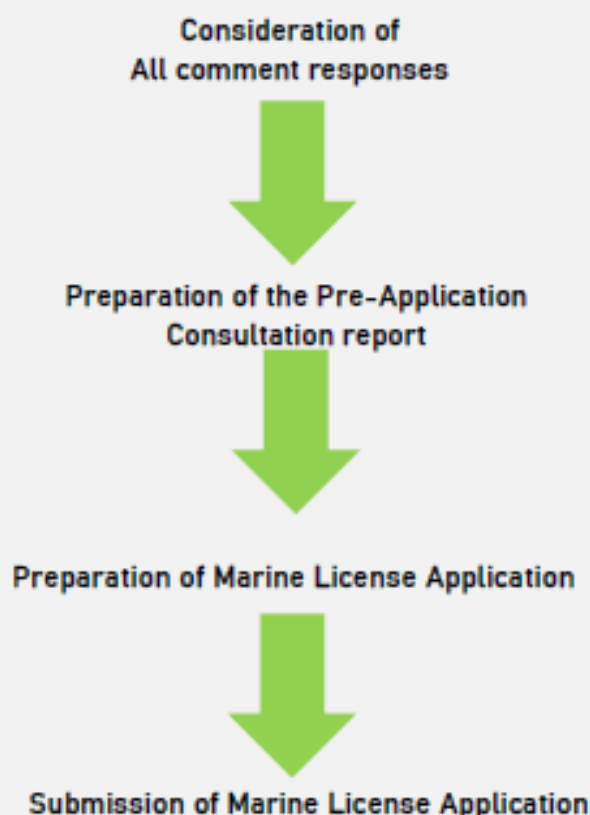 Consideration of
All comment responses
Preparation of the Pre-Application
Consultation report
Preparation of Marine License Application
Submission of Marine License Application